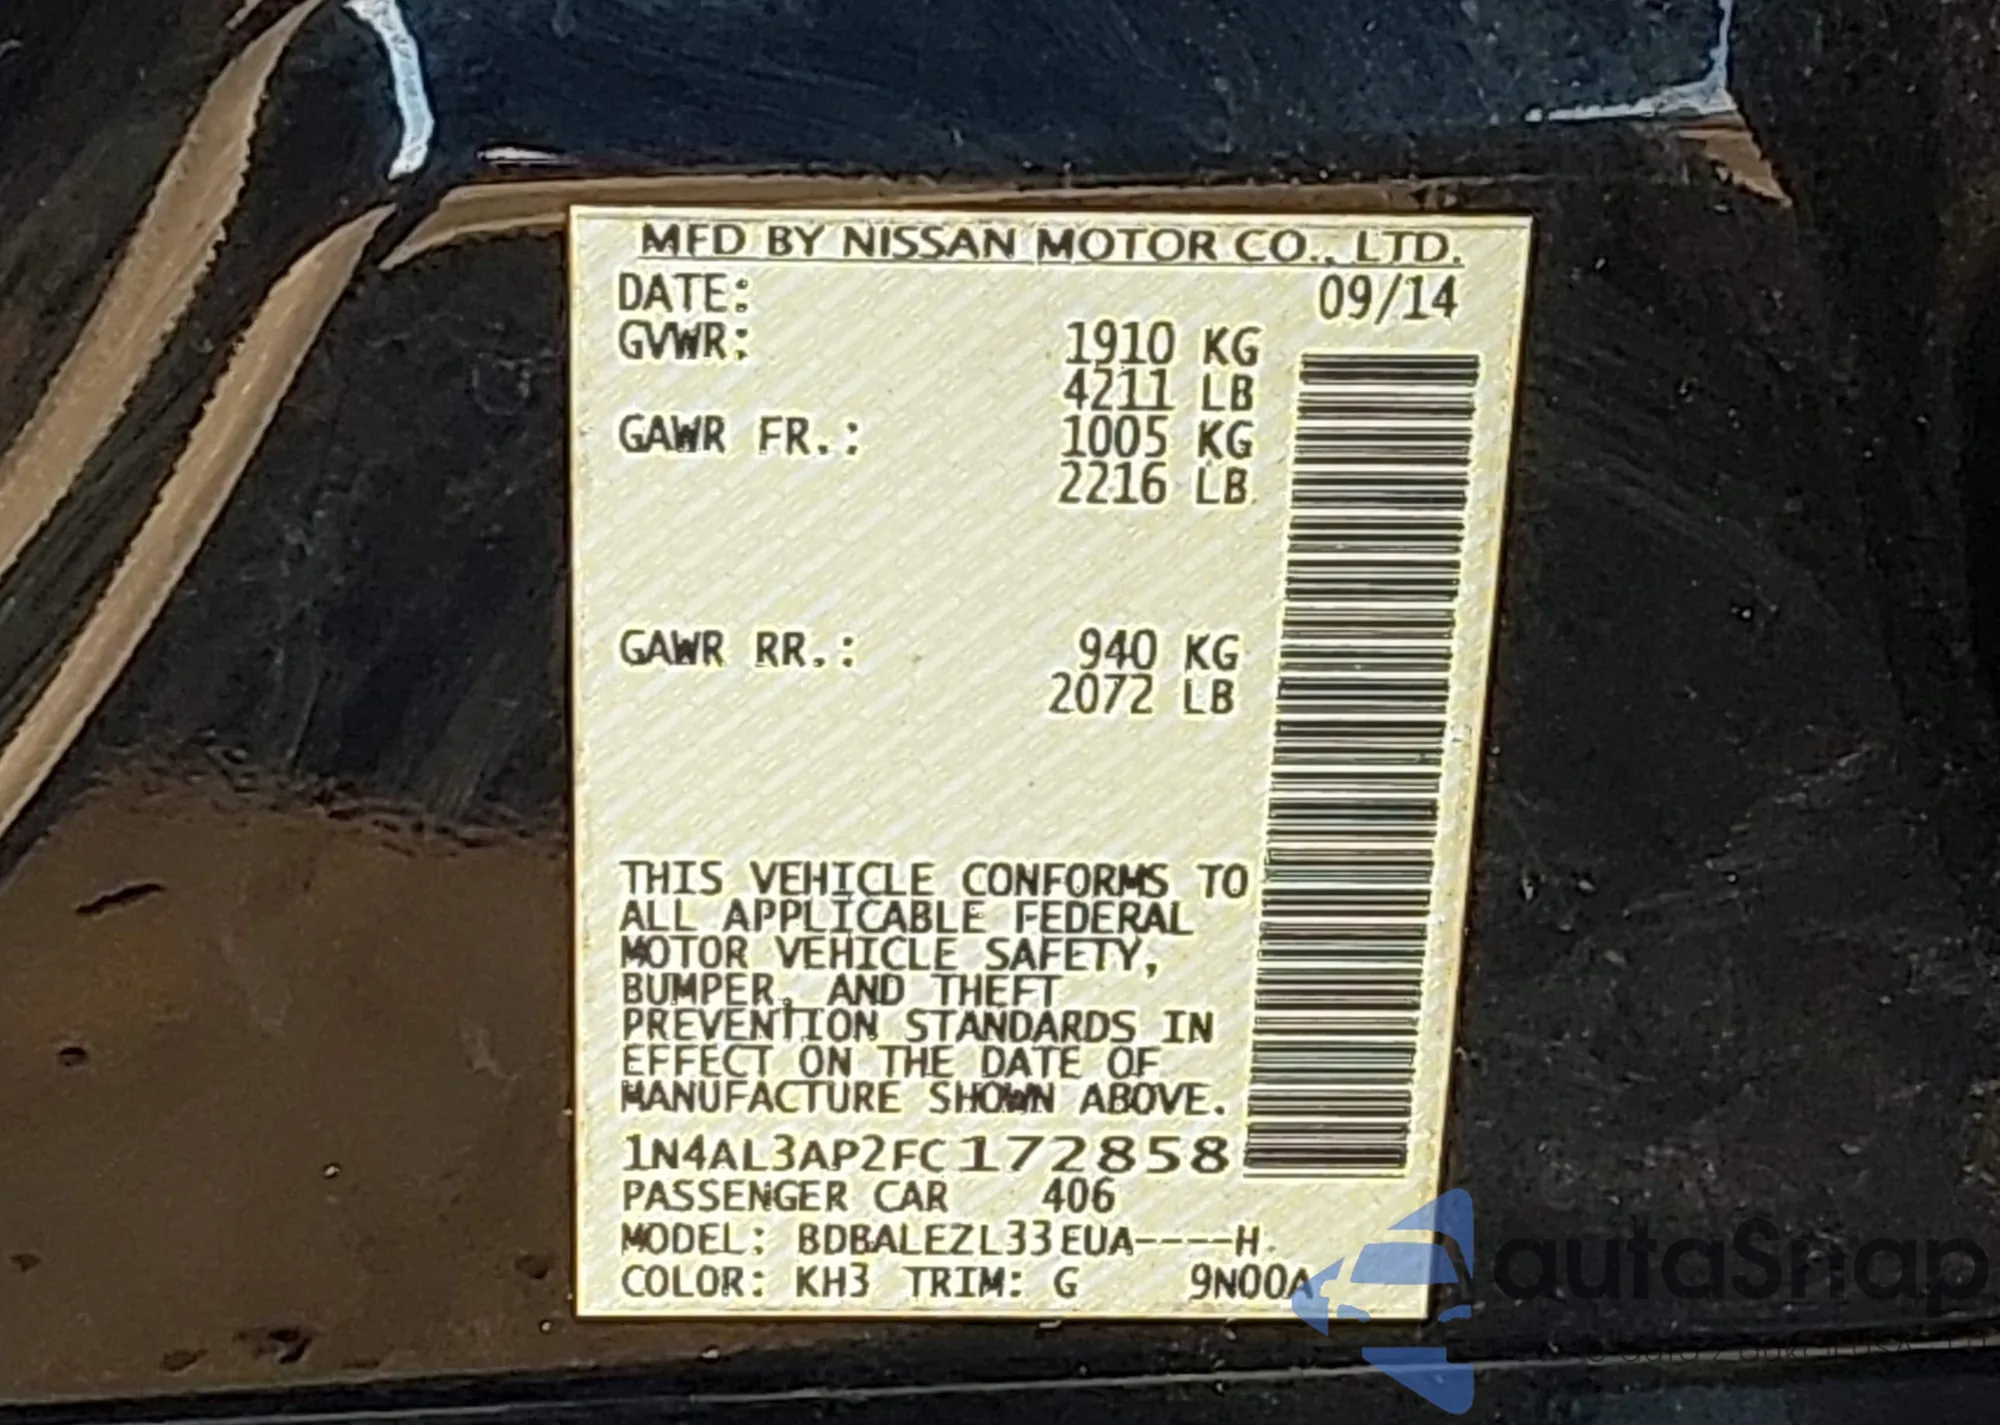 MFD BY NISSAN MOTOR CO., LTD.
DATE: 09/14
GVWR: 1910 KG
4211 LB
GAWR FR.: 1005 KG
2216 LB
GAWR RR.: 940 KG
2072 LB
THIS VEHICLE CONFORMS TO
ALL APPLICABLE FEDERAL
MOTOR VEHICLE SAFETY,
BUMPER, AND THEFT
PREVENTION STANDARDS IN
EFFECT ON THE DATE OF
MANUFACTURE SHOWN ABOVE.
1N4AL3AP2FC172858
PASSENGER CAR 406
MODEL: BDBALEZL33EUA----H
COLOR: KH3 TRIM: G 9N00A
autaSnap